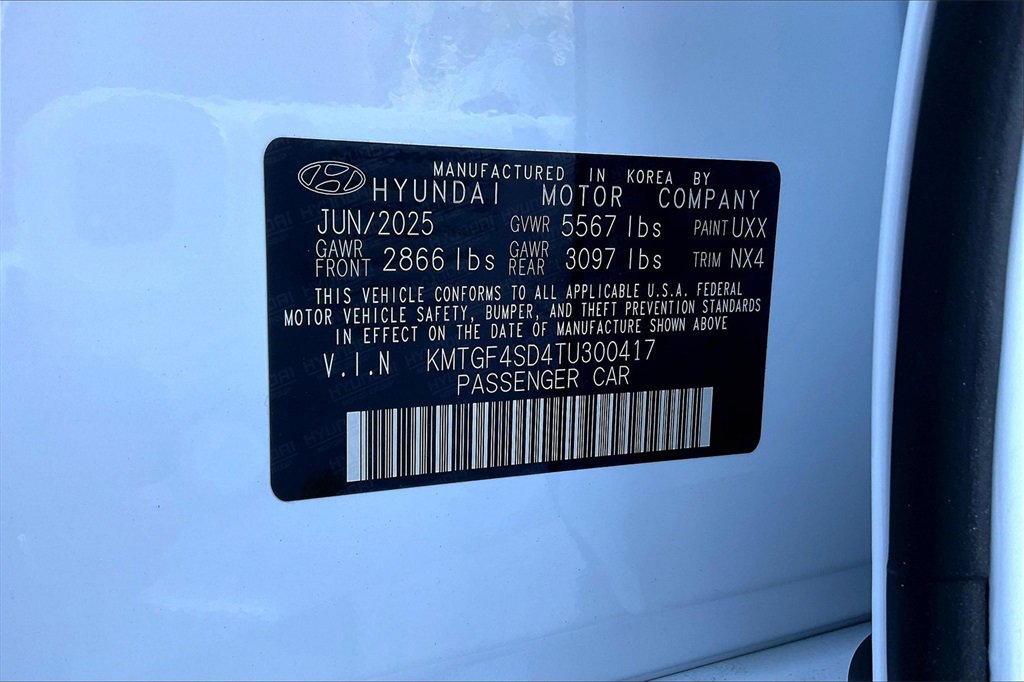 MANUFACTURED IN KOREA BY
HYUNDAI MOTOR COMPANY
JUN/2025 GVWR 5567 lbs PAINT UXX
GAWR FRONT 2866 lbs GAWR REAR 3097 lbs TRIM NX4
THIS VEHICLE CONFORMS TO ALL APPLICABLE U.S.A. FEDERAL
MOTOR VEHICLE SAFETY, BUMPER, AND THEFT PREVENTION STANDARDS
IN EFFECT ON THE DATE OF MANUFACTURE SHOWN ABOVE
V.I.N KMTGF4SD4TU300417
PASSENGER CAR